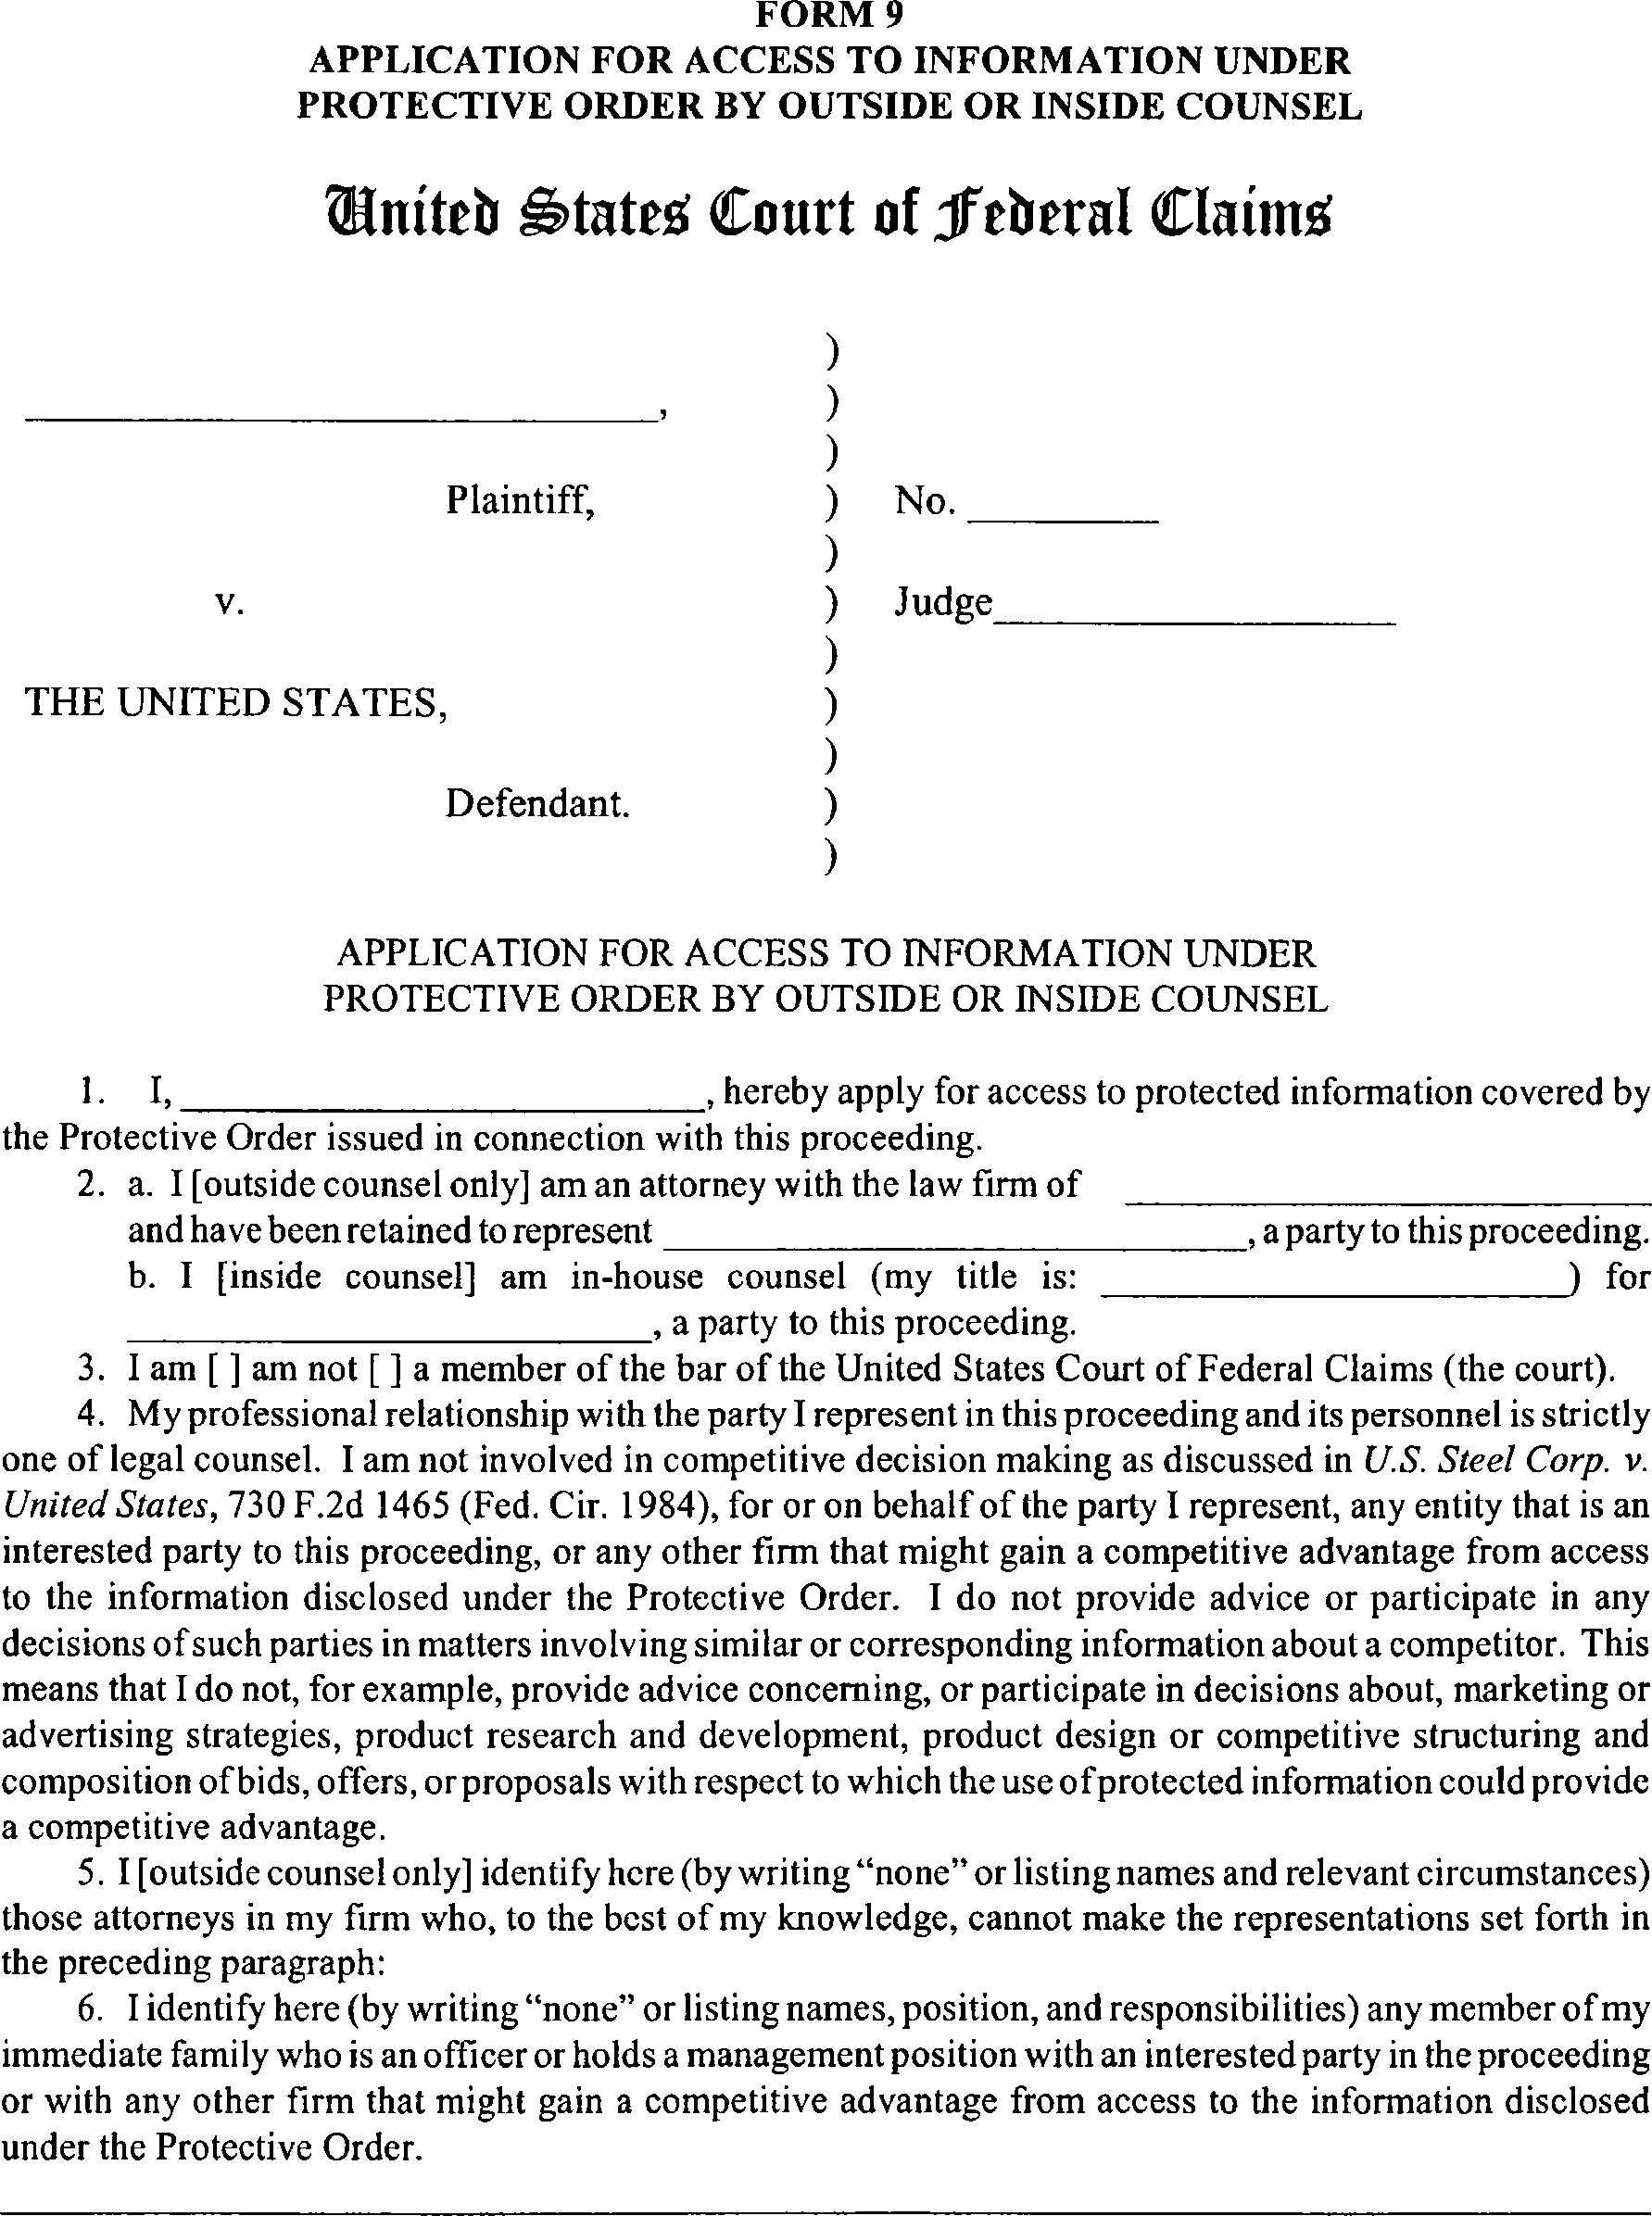 FORM 9
APPLICATION FOR ACCESS TO INFORMATION UNDER
PROTECTIVE ORDER BY OUTSIDE OR INSIDE COUNSEL
United States Court of Federal Claims
)
____________________, )
)
Plaintiff, ) No. __________
)
v. ) Judge____________________
)
THE UNITED STATES, )
)
Defendant. )
)
APPLICATION FOR ACCESS TO INFORMATION UNDER
PROTECTIVE ORDER BY OUTSIDE OR INSIDE COUNSEL
1. I, ____________________, hereby apply for access to protected information covered by
the Protective Order issued in connection with this proceeding.
2. a. I [outside counsel only] am an attorney with the law firm of ____________________
and have been retained to represent ____________________, a party to this proceeding.
b. I [inside counsel] am in-house counsel (my title is: ____________________) for
____________________, a party to this proceeding.
3. I am [ ] am not [ ] a member of the bar of the United States Court of Federal Claims (the court).
4. My professional relationship with the party I represent in this proceeding and its personnel is strictly
one of legal counsel. I am not involved in competitive decision making as discussed in U.S. Steel Corp. v.
United States, 730 F.2d 1465 (Fed. Cir. 1984), for or on behalf of the party I represent, any entity that is an
interested party to this proceeding, or any other firm that might gain a competitive advantage from access
to the information disclosed under the Protective Order. I do not provide advice or participate in any
decisions of such parties in matters involving similar or corresponding information about a competitor. This
means that I do not, for example, provide advice concerning, or participate in decisions about, marketing or
advertising strategies, product research and development, product design or competitive structuring and
composition of bids, offers, or proposals with respect to which the use of protected information could provide
a competitive advantage.
5. I [outside counsel only] identify here (by writing “none” or listing names and relevant circumstances)
those attorneys in my firm who, to the best of my knowledge, cannot make the representations set forth in
the preceding paragraph:
6. I identify here (by writing “none” or listing names, position, and responsibilities) any member of my
immediate family who is an officer or holds a management position with an interested party in the proceeding
or with any other firm that might gain a competitive advantage from access to the information disclosed
under the Protective Order.